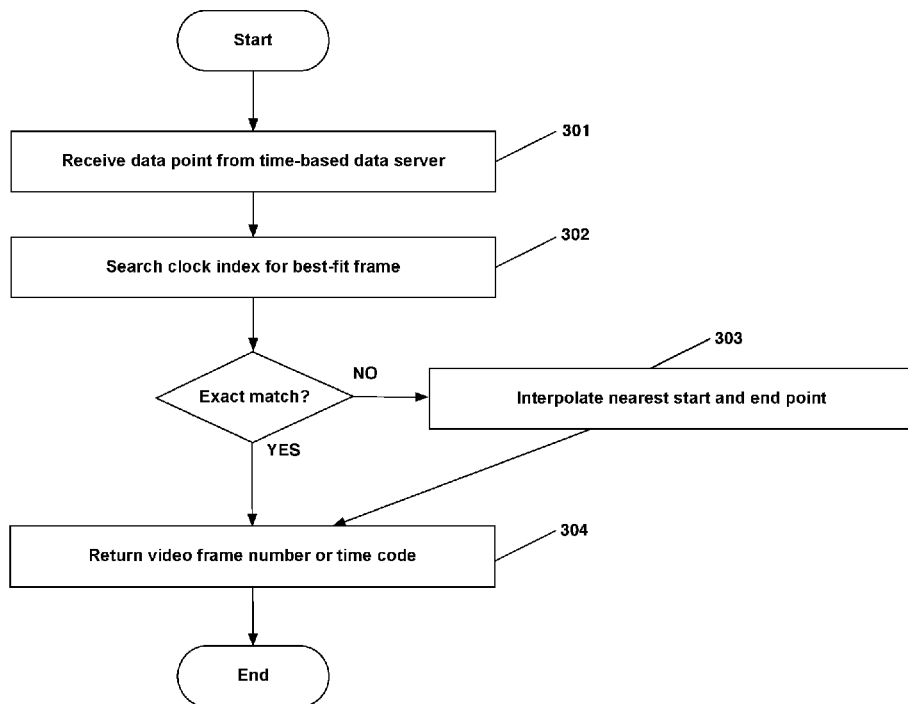 Start
301
Receive data point from time-based data server
302
Search clock index for best-fit frame
303
Exact match?
NO
Interpolate nearest start and end point
YES
304
Return video frame number or time code
End